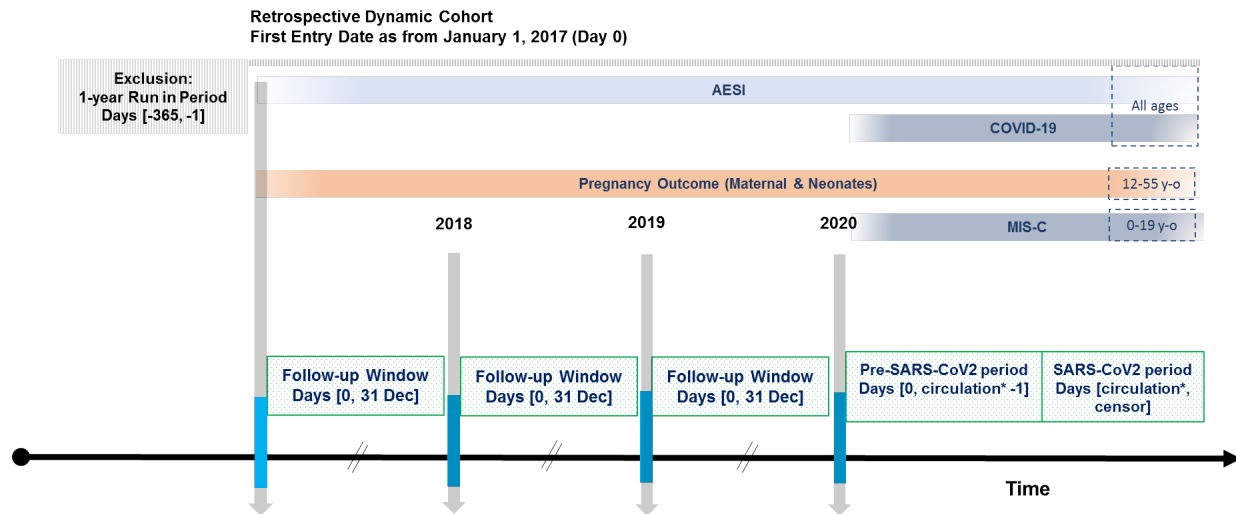 Retrospective Dynamic Cohort
First Entry Date as from January 1, 2017 (Day 0)
Exclusion:
1-year Run in Period
Days [-365, -1]
AESI
All ages
COVID-19
Pregnancy Outcome (Maternal & Neonates)
12-55 y-o
2018
2019
2020
MIS-C
0-19 y-o
Follow-up Window
Days [0, 31 Dec]
Follow-up Window
Days [0, 31 Dec]
Follow-up Window
Days [0, 31 Dec]
Pre-SARS-CoV2 period
Days [0, circulation* -1]
SARS-CoV2 period
Days [circulation*,
censor]
Time